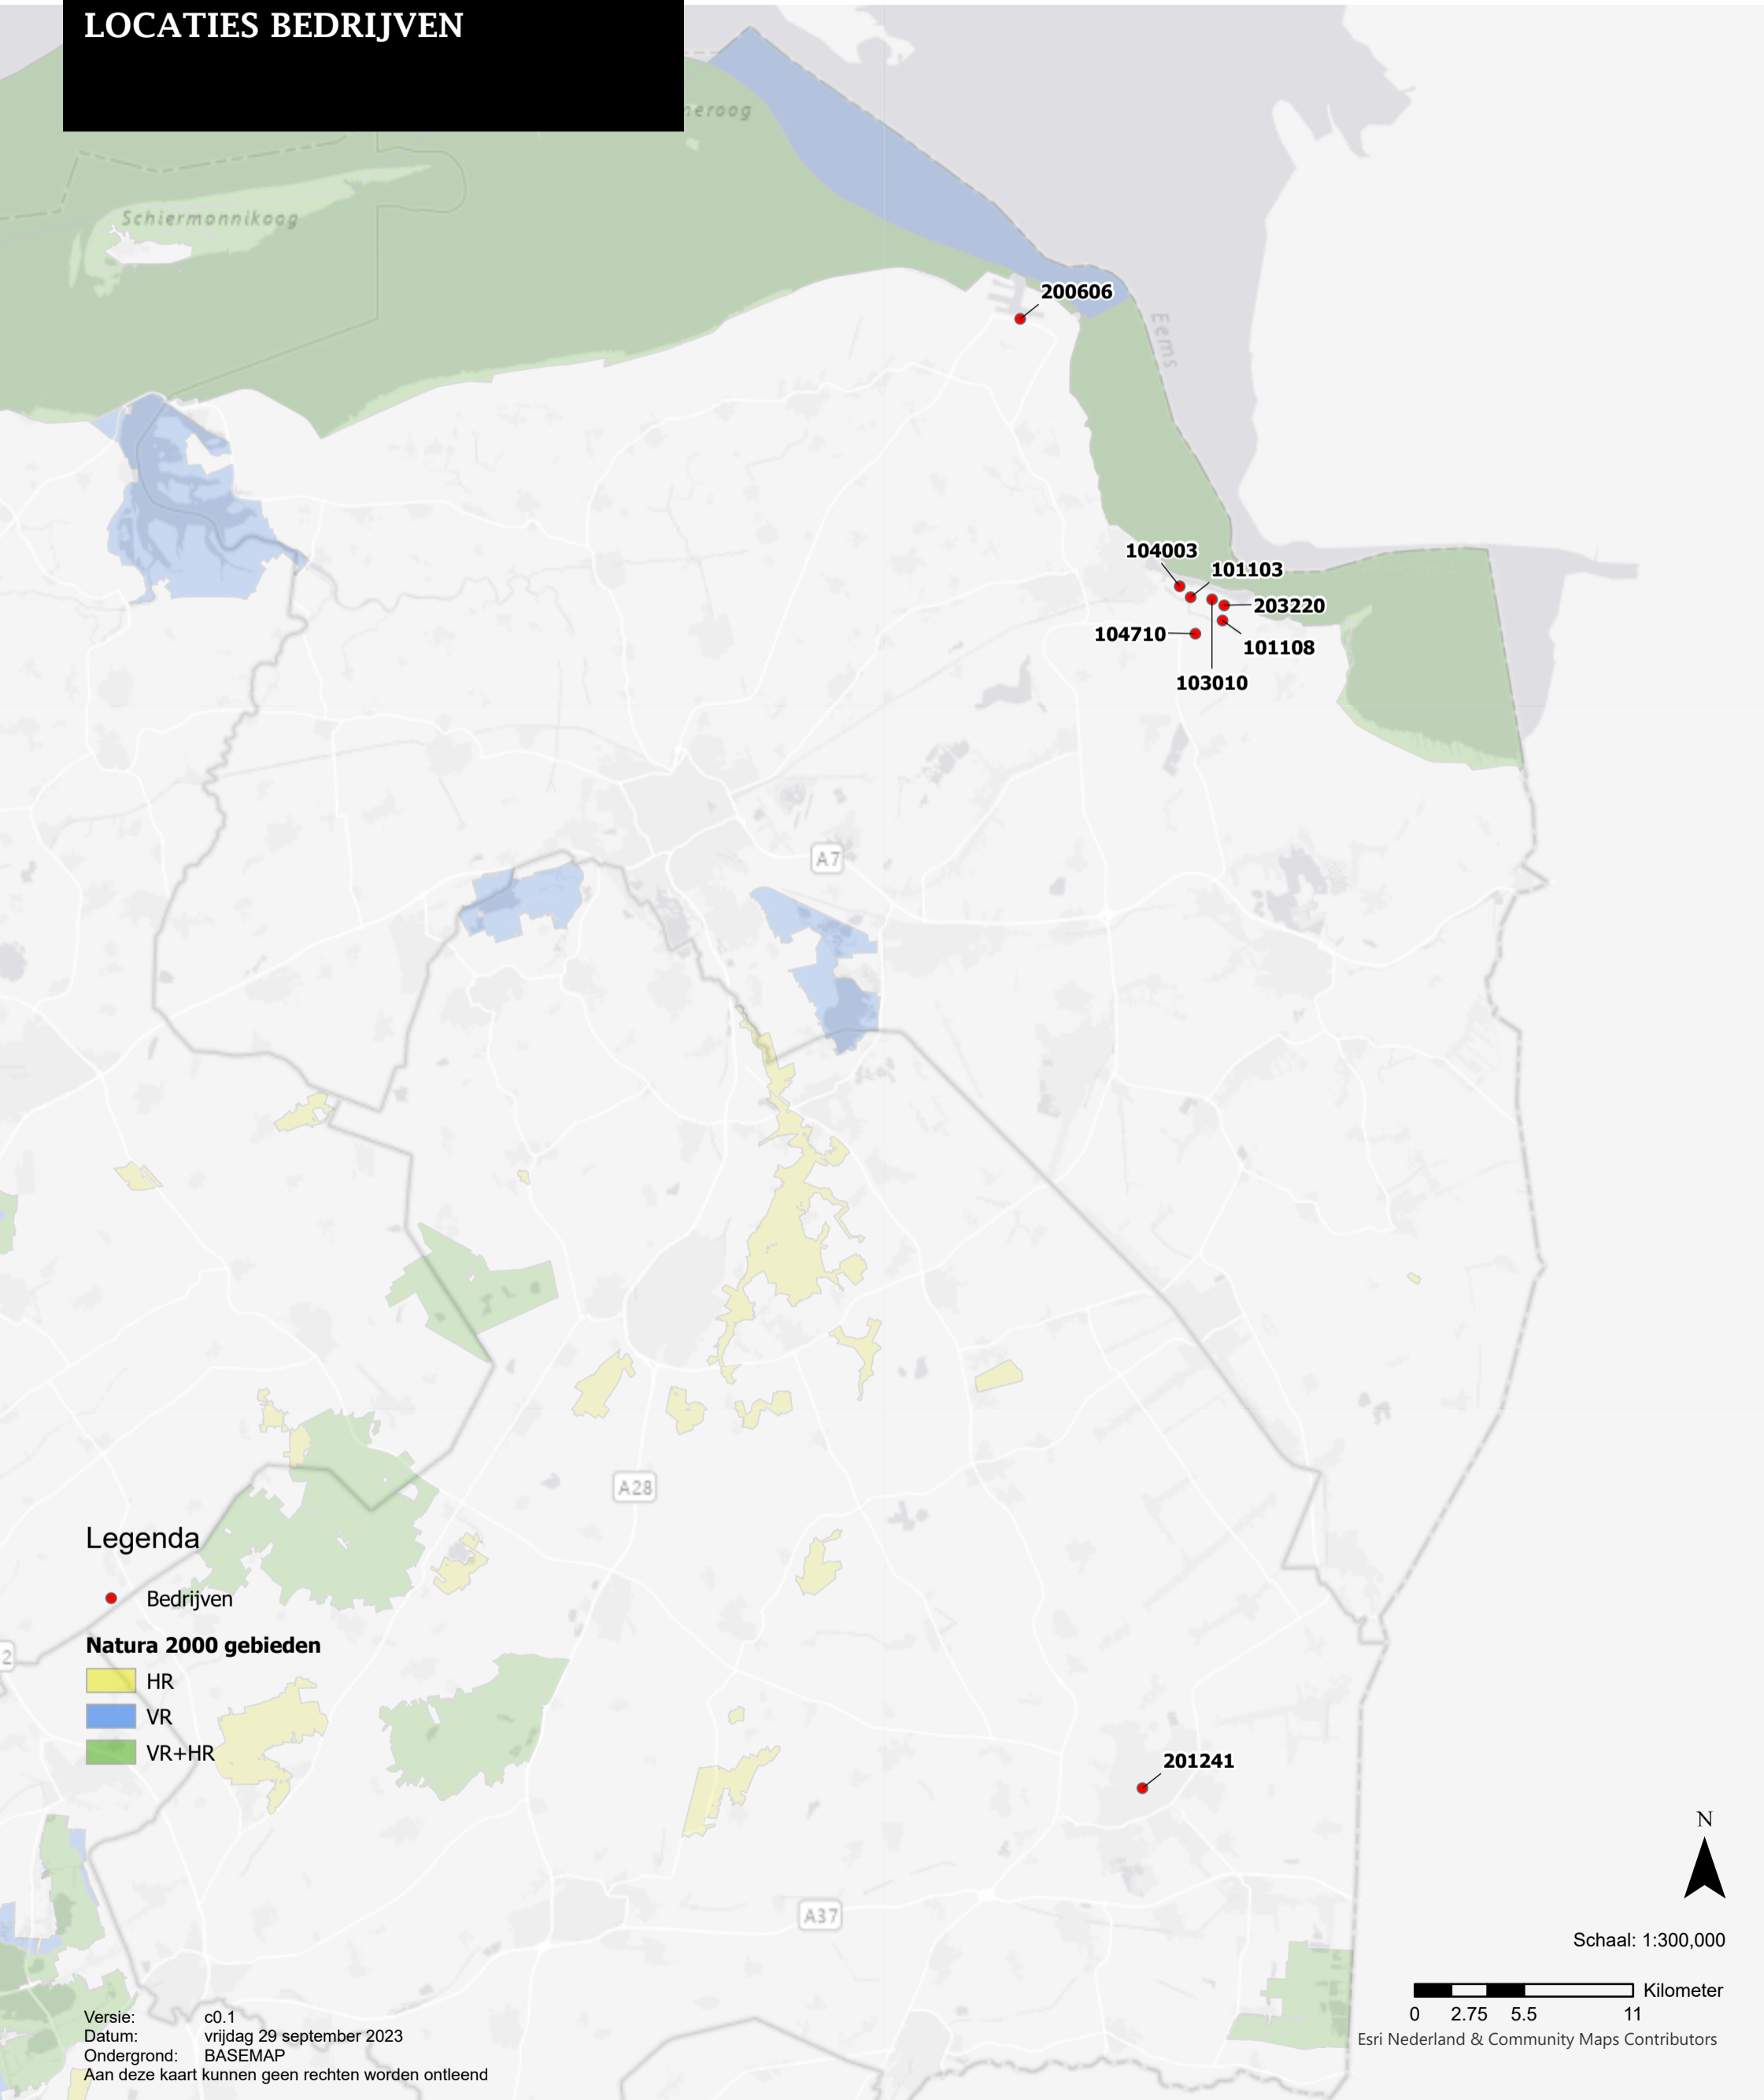 LOCATIES BEDRIJVEN
Schiermonnikoog
200606
Eems
104003
101103
203220
104710
101108
103010
A7
A28
Legenda
Bedrijven
Natura 2000 gebieden
HR
VR
VR+HR
2
201241
A37
N
Schaal: 1:300,000
Kilometer
0 2.75 5.5 11
Esri Nederland & Community Maps Contributors
Versie: c0.1
Datum: vrijdag 29 september 2023
Ondergrond: BASEMAP
Aan deze kaart kunnen geen rechten worden ontleend